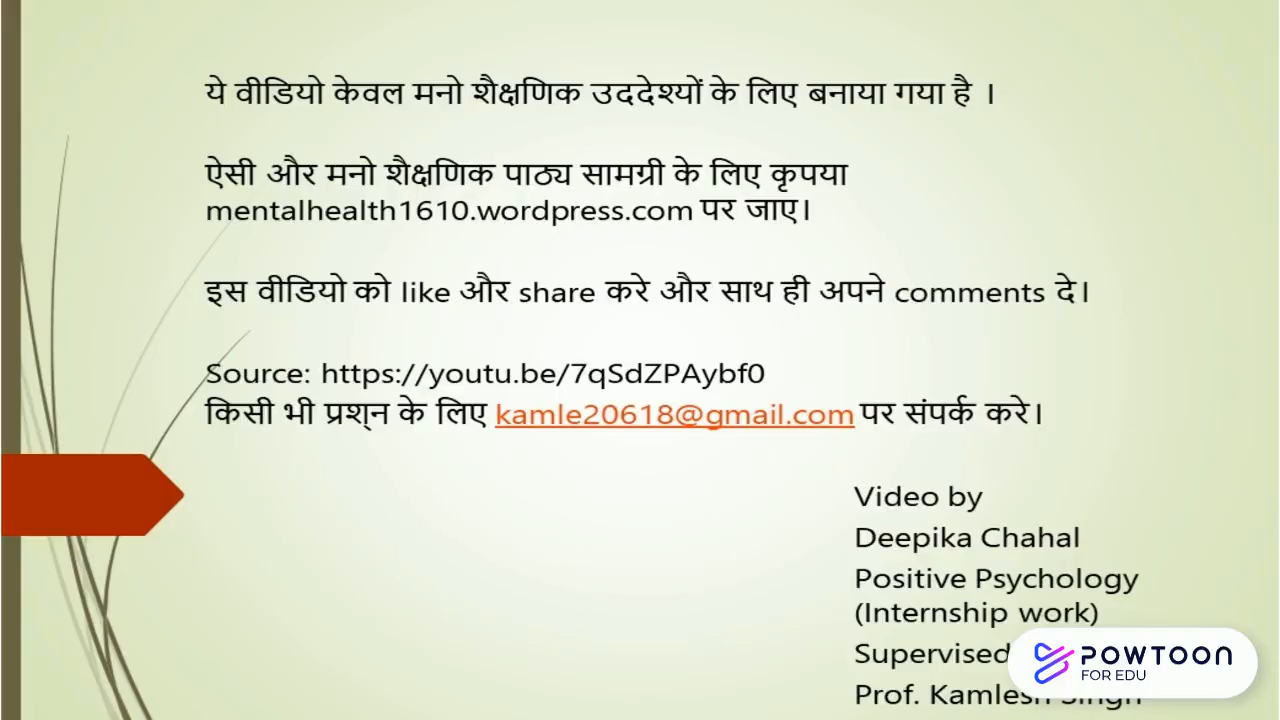 ये वीडियो केवल मनो शैक्षणिक उददेश्यों के लिए बनाया गया है ।
ऐसी और मनो शैक्षणिक पाठ्य सामग्री के लिए कृपया
mentalhealth1610.wordpress.com पर जाए।
इस वीडियो को like और share करे और साथ ही अपने comments दे।
Source: https://youtu.be/7qSdZPAybf0
किसी भी प्रश्न के लिए kamle20618@gmail.com पर संपर्क करे।
Video by
Deepika Chahal
Positive Psychology
(Internship work)
Supervised
Prof. Kamlesh Singh
POWTOON
FOR EDU